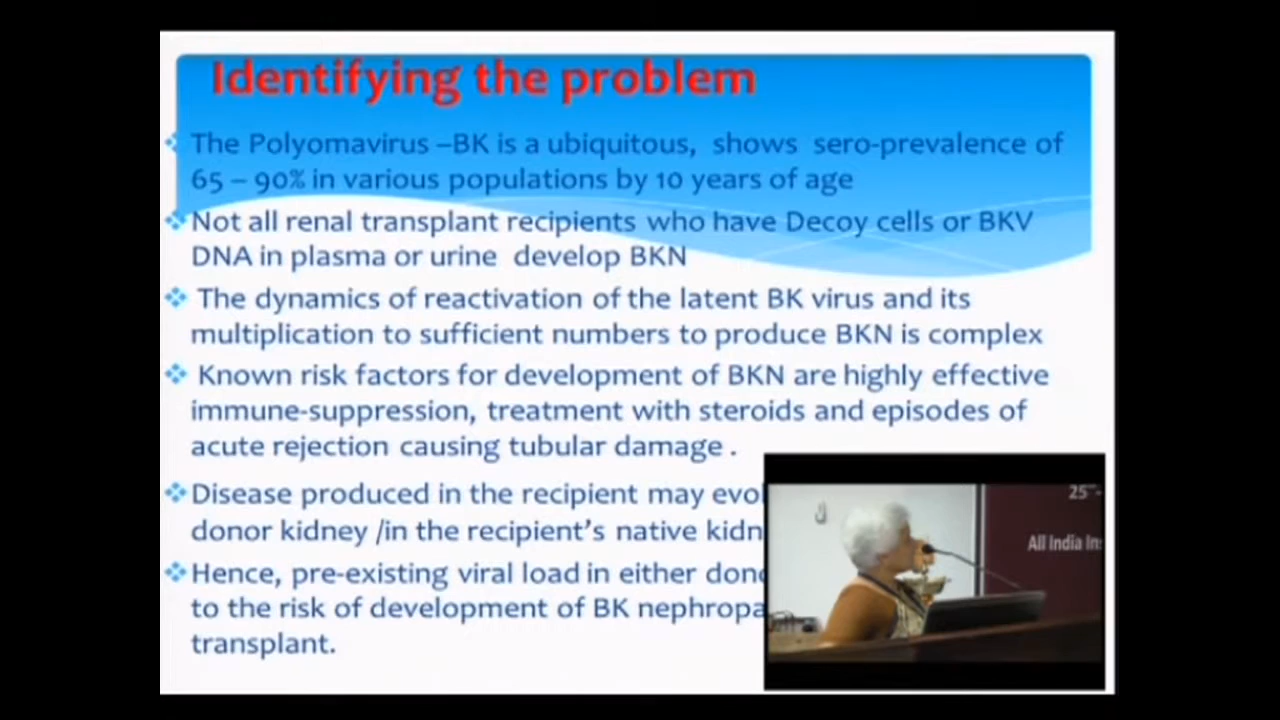 Identifying the problem
❖ The Polyomavirus –BK is a ubiquitous, shows sero-prevalence of
65 – 90% in various populations by 10 years of age
❖ Not all renal transplant recipients who have Decoy cells or BKV
DNA in plasma or urine develop BKN
❖ The dynamics of reactivation of the latent BK virus and its
multiplication to sufficient numbers to produce BKN is complex
❖ Known risk factors for development of BKN are highly effective
immune-suppression, treatment with steroids and episodes of
acute rejection causing tubular damage .
❖ Disease produced in the recipient may evol
donor kidney /in the recipient's native kidn
❖ Hence, pre-existing viral load in either dono
to the risk of development of BK nephropa
transplant.
25
All India Ins